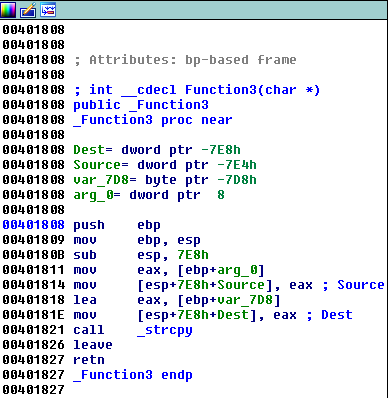 00401808
00401808
00401808 ; Attributes: bp-based frame
00401808
00401808 ; int __cdecl Function3(char *)
00401808 public _Function3
00401808 _Function3 proc near
00401808
00401808 Dest= dword ptr -7E8h
00401808 Source= dword ptr -7E4h
00401808 var_7D8= byte ptr -7D8h
00401808 arg_0= dword ptr  8
00401808
00401808 push    ebp
00401809 mov     ebp, esp
0040180B sub     esp, 7E8h
00401811 mov     eax, [ebp+arg_0]
00401814 mov     [esp+7E8h+Source], eax ; Source
00401818 lea     eax, [ebp+var_7D8]
0040181E mov     [esp+7E8h+Dest], eax ; Dest
00401821 call    _strcpy
00401826 leave
00401827 retn
00401827 _Function3 endp
00401827